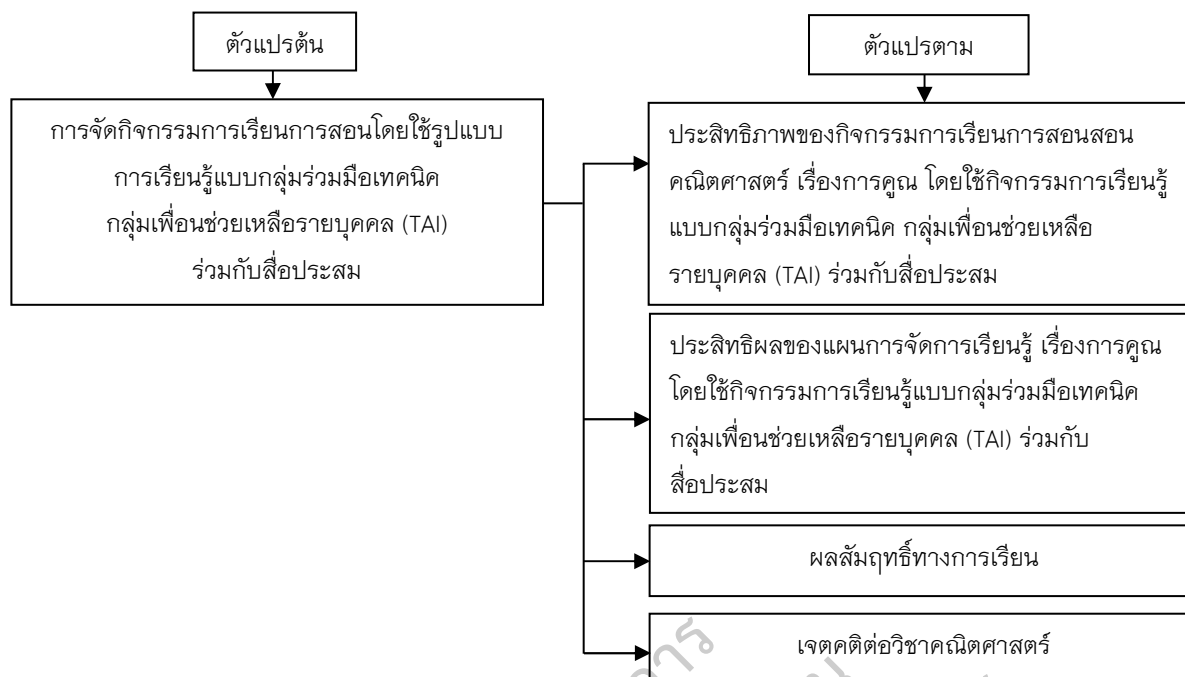 ตัวแปรต้น
การจัดกิจกรรมการเรียนการสอนโดยใช้รูปแบบ
การเรียนรู้แบบกลุ่มร่วมมือเทคนิค
กลุ่มเพื่อนช่วยเหลือรายบุคคล (TAI)
ร่วมกับสื่อประสม
ตัวแปรตาม
ประสิทธิภาพของกิจกรรมการเรียนการสอนสอน
คณิตศาสตร์ เรื่องการคูณ โดยใช้กิจกรรมการเรียนรู้
แบบกลุ่มร่วมมือเทคนิค กลุ่มเพื่อนช่วยเหลือ
รายบุคคล (TAI) ร่วมกับสื่อประสม
ประสิทธิผลของแผนการจัดการเรียนรู้ เรื่องการคูณ
โดยใช้กิจกรรมการเรียนรู้แบบกลุ่มร่วมมือเทคนิค
กลุ่มเพื่อนช่วยเหลือรายบุคคล (TAI) ร่วมกับ
สื่อประสม
ผลสัมฤทธิ์ทางการเรียน
เจตคติต่อวิชาคณิตศาสตร์